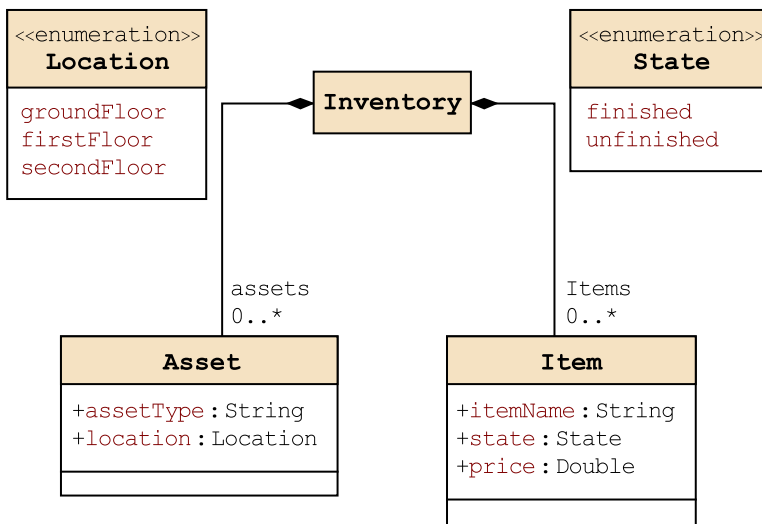 <<enumeration>>
Location
groundFloor
firstFloor
secondFloor
Inventory
<<enumeration>>
State
finished
unfinished
assets
0..*
Items
0..*
Asset
+assetType:String
+location:Location
Item
+itemName:String
+state:State
+price:Double